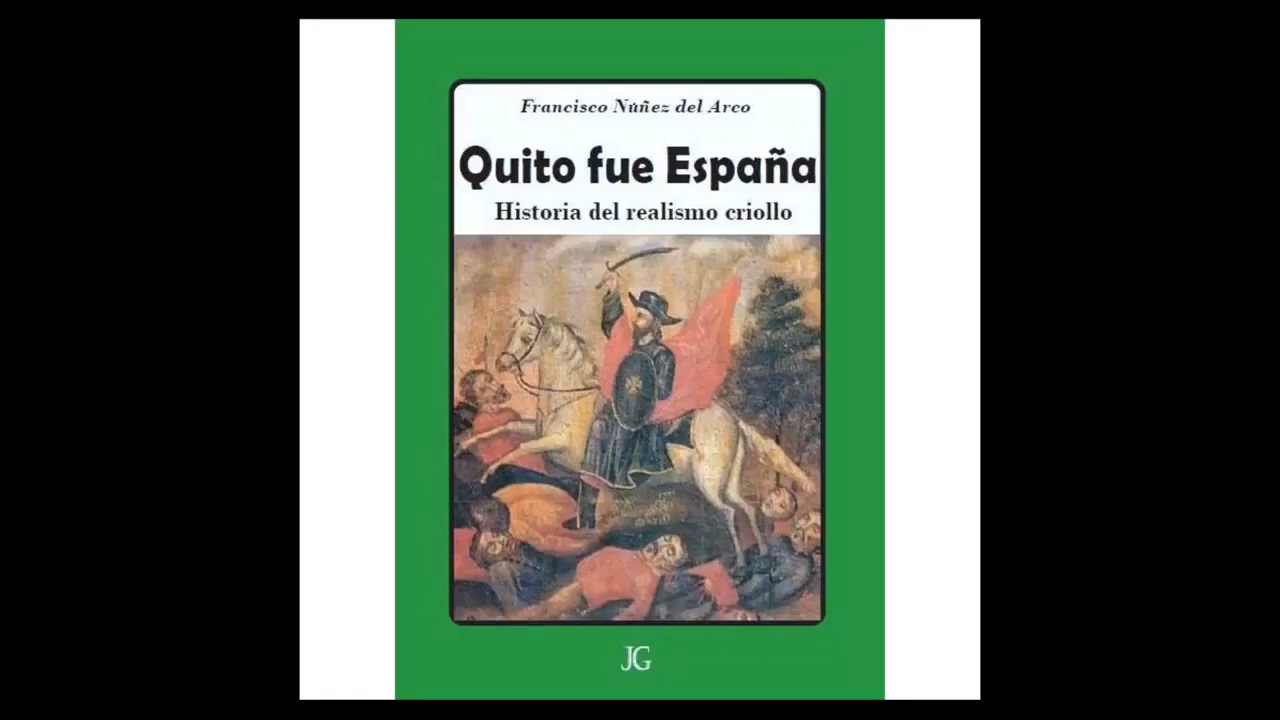 Francisco Núñez del Arco
Quito fue España
Historia del realismo criollo
JG